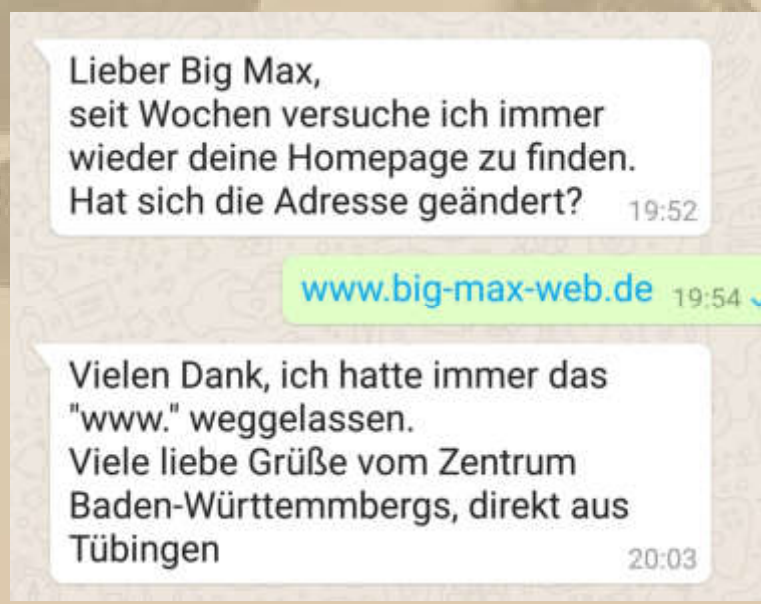 Lieber Big Max,
seit Wochen versuche ich immer
wieder deine Homepage zu finden.
Hat sich die Adresse geändert? 19:52
www.big-max-web.de 19:54
Vielen Dank, ich hatte immer das
"www." weggelassen.
Viele liebe Grüße vom Zentrum
Baden-Württemmbergs, direkt aus
Tübingen 20:03